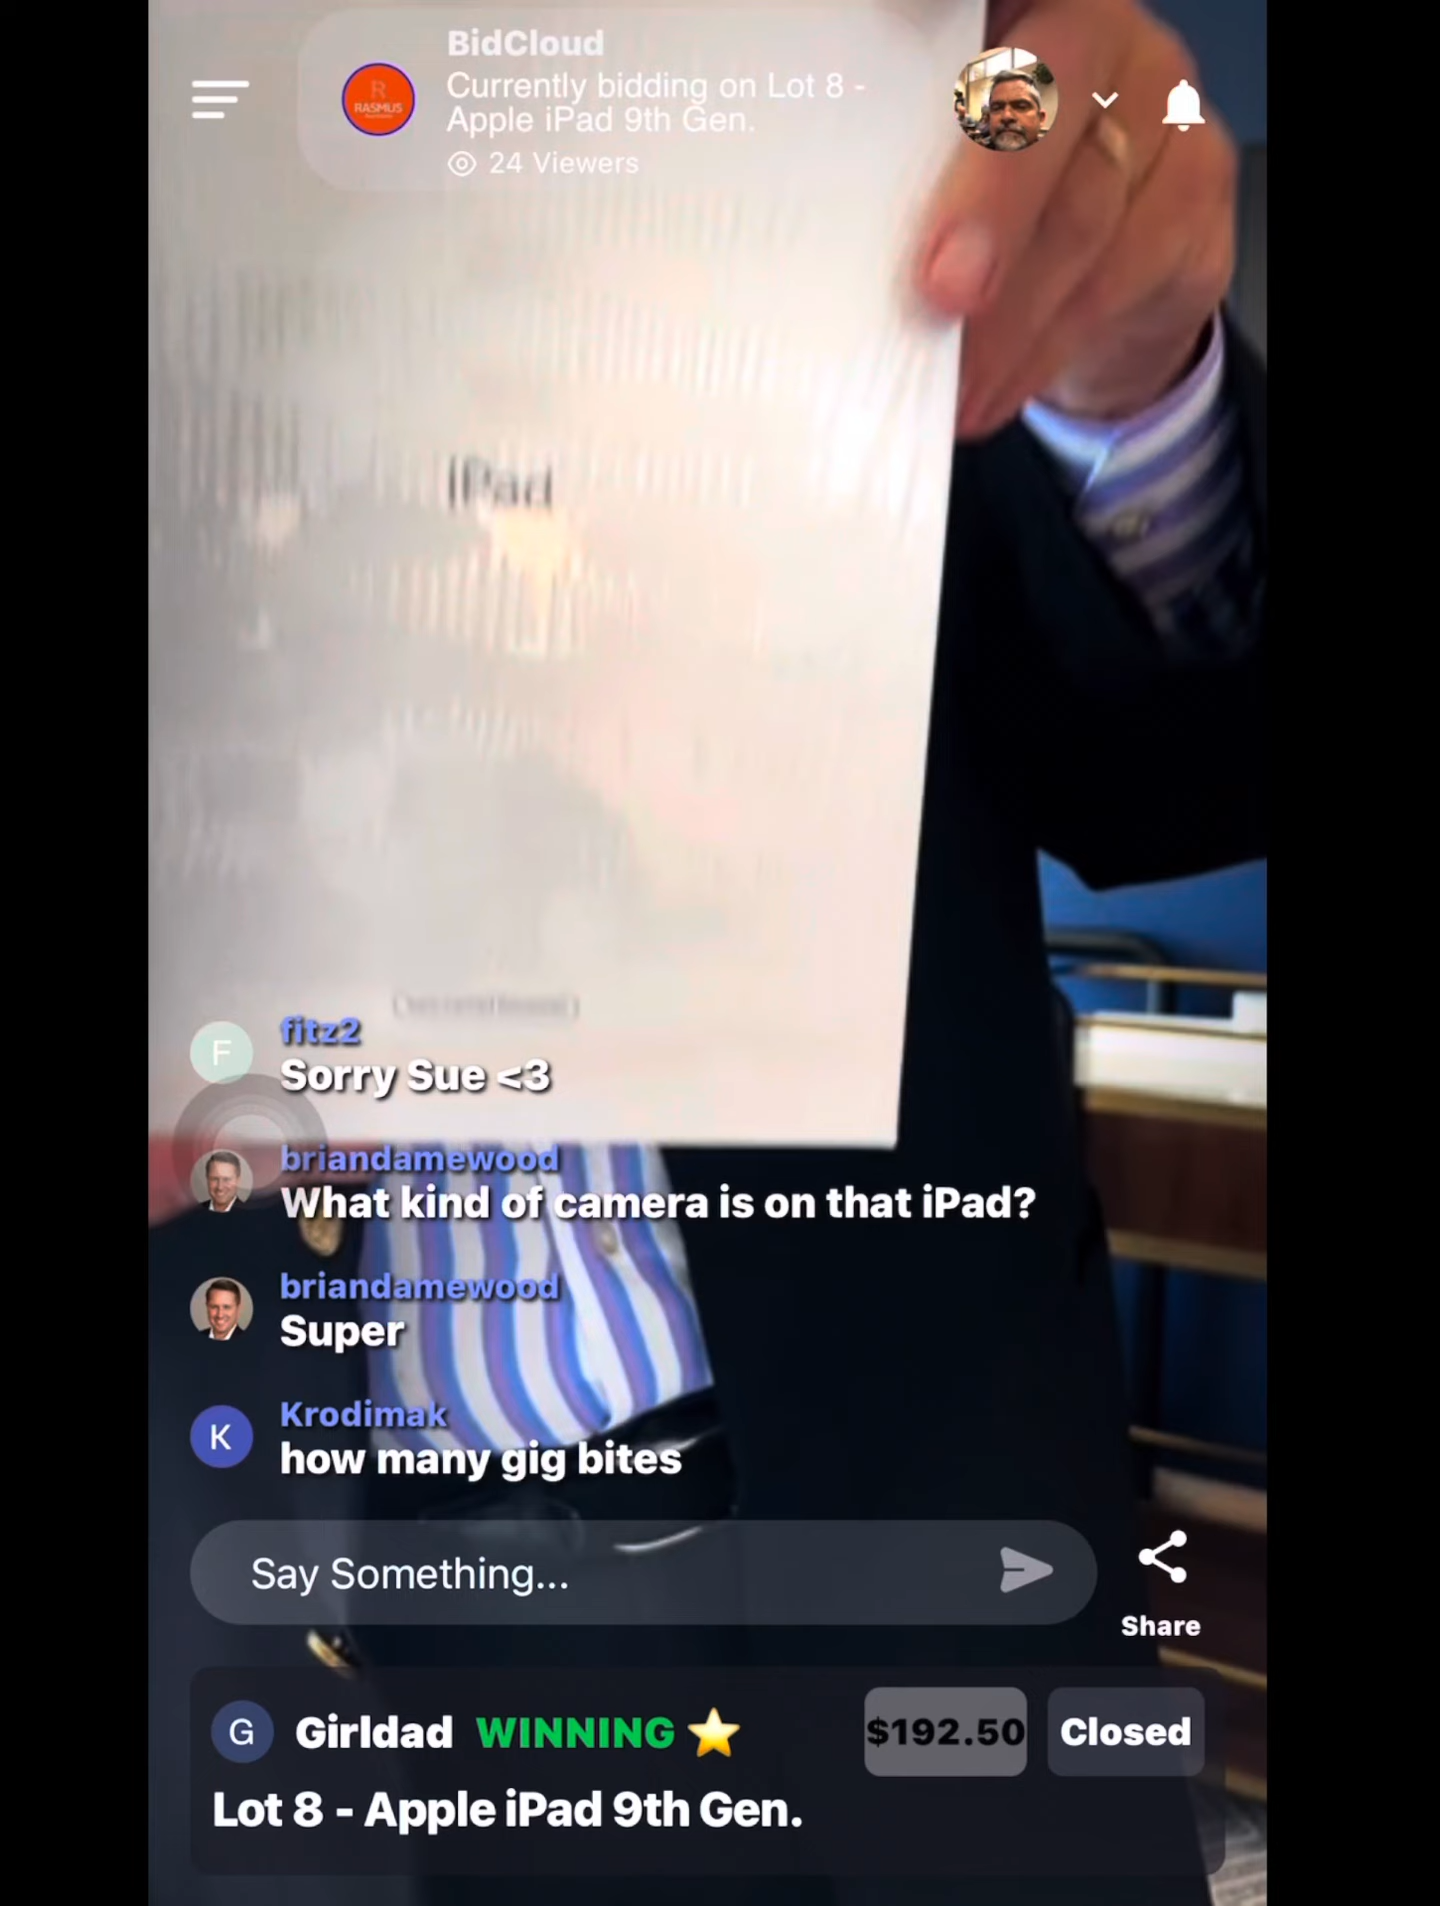 BidCloud
Currently bidding on Lot 8 -
Apple iPad 9th Gen.
24 Viewers
R
RASMUS
iPad
F
fitz2
Sorry Sue <3
briandamewood
What kind of camera is on that iPad?
briandamewood
Super
K
Krodimak
how many gig bites
Say Something...
Share
G
Girldad WINNING ⭐
$192.50
Closed
Lot 8 - Apple iPad 9th Gen.